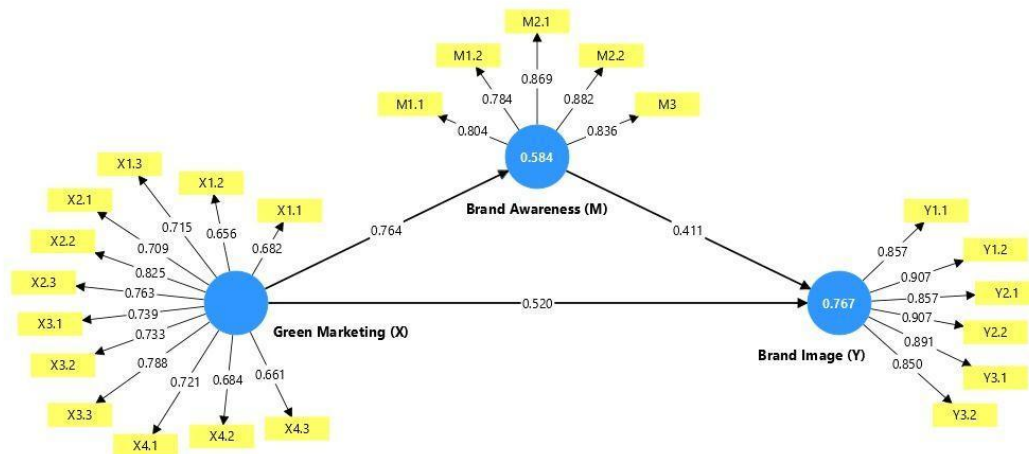 M2.1
M1.2
M2.2
M1.1
M3
0.869
0.784
0.882
0.804
0.836
0.584
Brand Awareness (M)
X1.3
X1.2
X1.1
X2.1
X2.2
X2.3
X3.1
X3.2
X3.3
X4.1
X4.2
X4.3
0.715
0.656
0.682
0.709
0.825
0.763
0.739
0.733
0.788
0.721
0.684
0.661
Green Marketing (X)
0.764
0.411
0.520
0.767
Brand Image (Y)
Y1.1
Y1.2
Y2.1
Y2.2
Y3.1
Y3.2
0.857
0.907
0.857
0.907
0.891
0.850